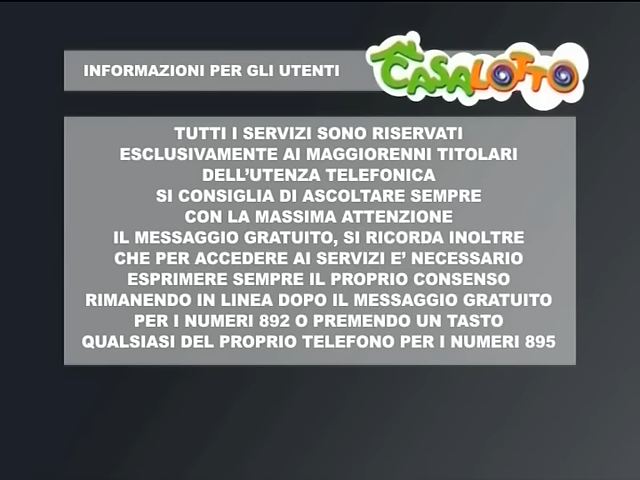 INFORMAZIONI PER GLI UTENTI
CASALOTTO
TUTTI I SERVIZI SONO RISERVATI
ESCLUSIVAMENTE AI MAGGIORENNI TITOLARI
DELL'UTENZA TELEFONICA
SI CONSIGLIA DI ASCOLTARE SEMPRE
CON LA MASSIMA ATTENZIONE
IL MESSAGGIO GRATUITO, SI RICORDA INOLTRE
CHE PER ACCEDERE AI SERVIZI E' NECESSARIO
ESPRIMERE SEMPRE IL PROPRIO CONSENSO
RIMANENDO IN LINEA DOPO IL MESSAGGIO GRATUITO
PER I NUMERI 892 O PREMENDO UN TASTO
QUALSIASI DEL PROPRIO TELEFONO PER I NUMERI 895